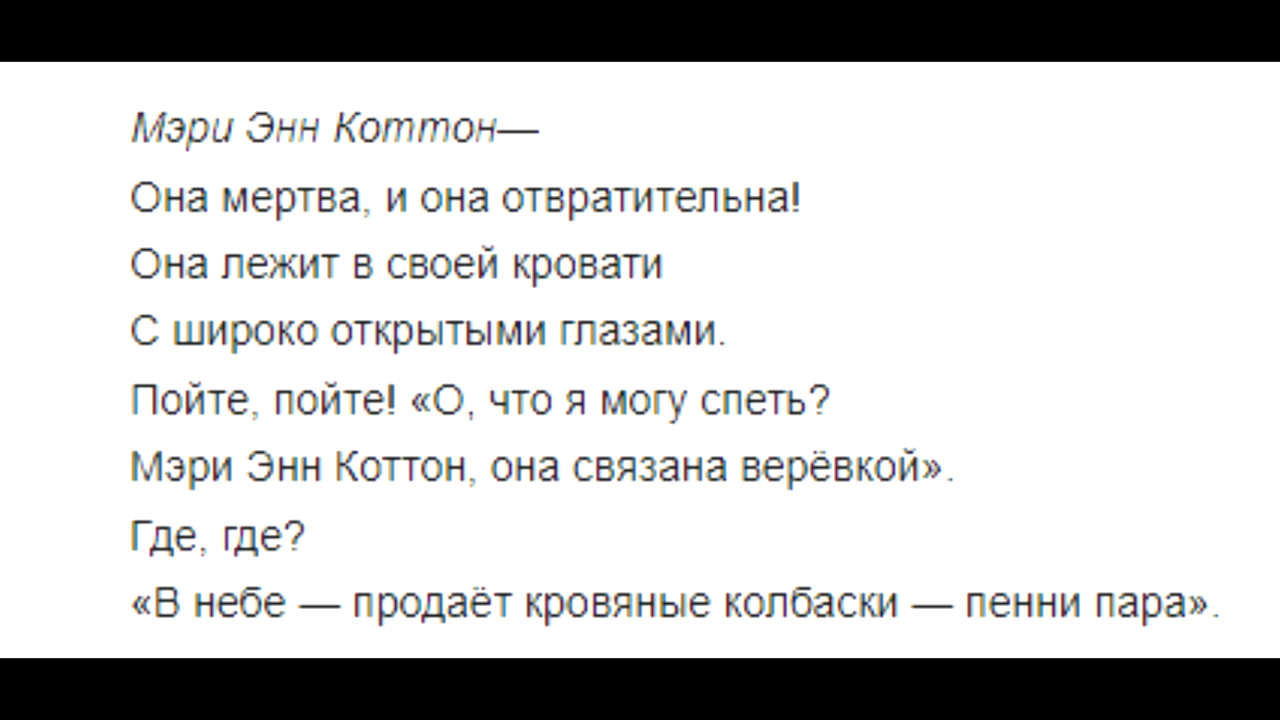 Мэри Энн Коттон—
Она мертва, и она отвратительна!
Она лежит в своей кровати
С широко открытыми глазами.
Пойте, пойте! «О, что я могу спеть?
Мэри Энн Коттон, она связана верёвкой».
Где, где?
«В небе — продаёт кровяные колбаски — пенни пара».